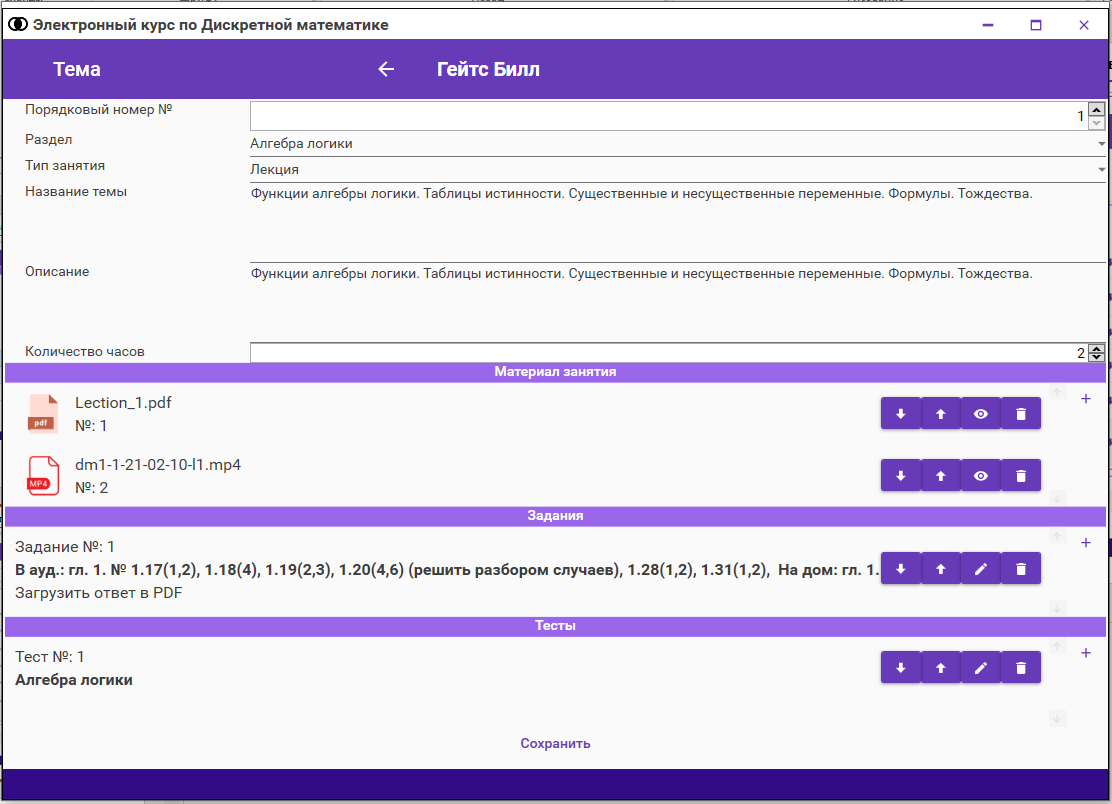 Электронный курс по Дискретной математике
Тема
Гейтс Билл
Порядковый номер №
1
Раздел
Алгебра логики
Тип занятия
Лекция
Название темы
Функции алгебры логики. Таблицы истинности. Существенные и несущественные переменные. Формулы. Тождества.
Описание
Функции алгебры логики. Таблицы истинности. Существенные и несущественные переменные. Формулы. Тождества.
Количество часов
2
Материал занятия
pdf
Lection_1.pdf
№: 1
MP4
dm1-1-21-02-10-l1.mp4
№: 2
Задания
Задание №: 1
В ауд.: гл. 1. № 1.17(1,2), 1.18(4), 1.19(2,3), 1.20(4,6) (решить разбором случаев), 1.28(1,2), 1.31(1,2),  На дом: гл. 1.
Загрузить ответ в PDF
Тесты
Тест №: 1
Алгебра логики
Сохранить